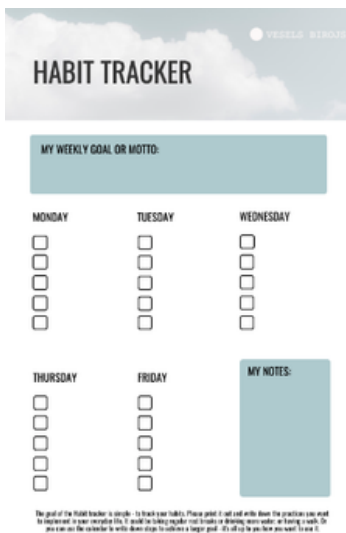 VESELS BIROJS
HABIT TRACKER
MY WEEKLY GOAL OR MOTTO:
MONDAY TUESDAY WEDNESDAY
THURSDAY FRIDAY MY NOTES:
The goal of the Habit tracker is simple - to track your habits. Please print it out and write down the practices you want
to implement in your everyday life. It could be taking regular rest breaks or drinking more water, or having a walk. Or
you can use the calendar to write down steps to achieve a larger goal - it's all up to you how you want to use it.